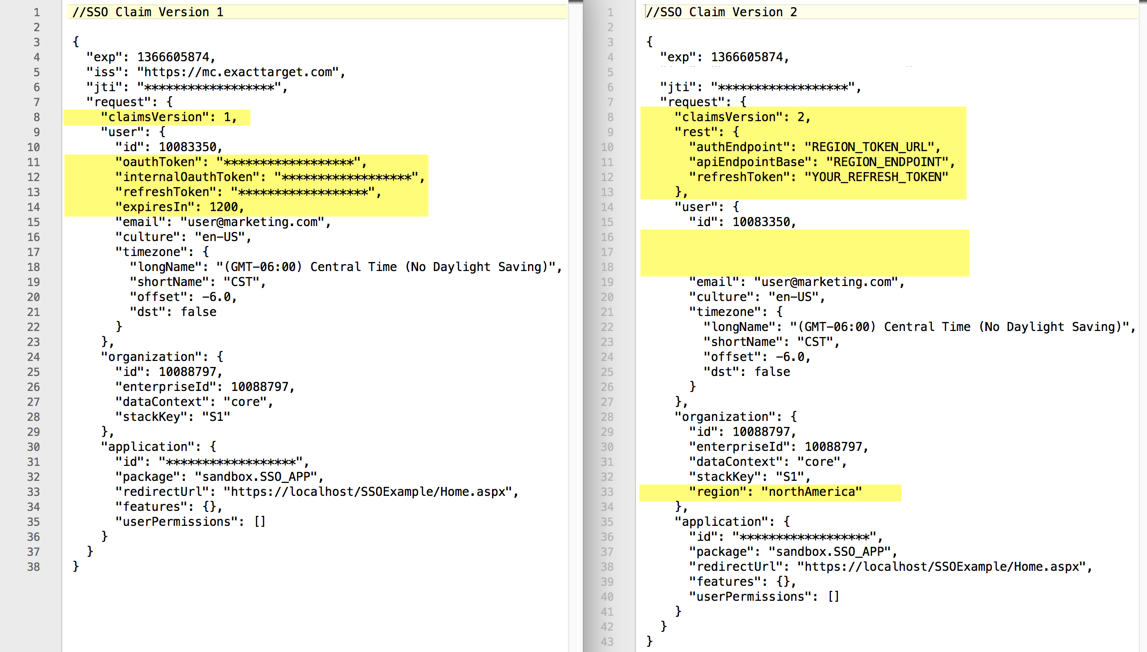 1 //SSO Claim Version 1
2
3 {
4 "exp": 1366605874,
5 "iss": "https://mc.exacttarget.com",
6 "jti": "******************",
7 "request": {
8 "claimsVersion": 1,
9 "user": {
10 "id": 10083350,
11 "oauthToken": "******************",
12 "internalOauthToken": "******************",
13 "refreshToken": "******************",
14 "expiresIn": 1200,
15 "email": "user@marketing.com",
16 "culture": "en-US",
17 "timezone": {
18 "longName": "(GMT-06:00) Central Time (No Daylight Saving)",
19 "shortName": "CST",
20 "offset": -6.0,
21 "dst": false
22 }
23 },
24 "organization": {
25 "id": 10088797,
26 "enterpriseId": 10088797,
27 "dataContext": "core",
28 "stackKey": "S1"
29 },
30 "application": {
31 "id": "******************",
32 "package": "sandbox.SSO_APP",
33 "redirectUrl": "https://localhost/SSOExample/Home.aspx",
34 "features": {},
35 "userPermissions": []
36 }
37 }
38 }
1 //SSO Claim Version 2
2
3 {
4 "exp": 1366605874,
5
6 "jti": "******************",
7 "request": {
8 "claimsVersion": 2,
9 "rest": {
10 "authEndpoint": "REGION_TOKEN_URL",
11 "apiEndpointBase": "REGION_ENDPOINT",
12 "refreshToken": "YOUR_REFRESH_TOKEN"
13 },
14 "user": {
15 "id": 10083350,
16
17
18
19 "email": "user@marketing.com",
20 "culture": "en-US",
21 "timezone": {
22 "longName": "(GMT-06:00) Central Time (No Daylight Saving)",
23 "shortName": "CST",
24 "offset": -6.0,
25 "dst": false
26 }
27 },
28 "organization": {
29 "id": 10088797,
30 "enterpriseId": 10088797,
31 "dataContext": "core",
32 "stackKey": "S1",
33 "region": "northAmerica"
34 },
35 "application": {
36 "id": "******************",
37 "package": "sandbox.SSO_APP",
38 "redirectUrl": "https://localhost/SSOExample/Home.aspx",
39 "features": {},
40 "userPermissions": []
41 }
42 }
43 }